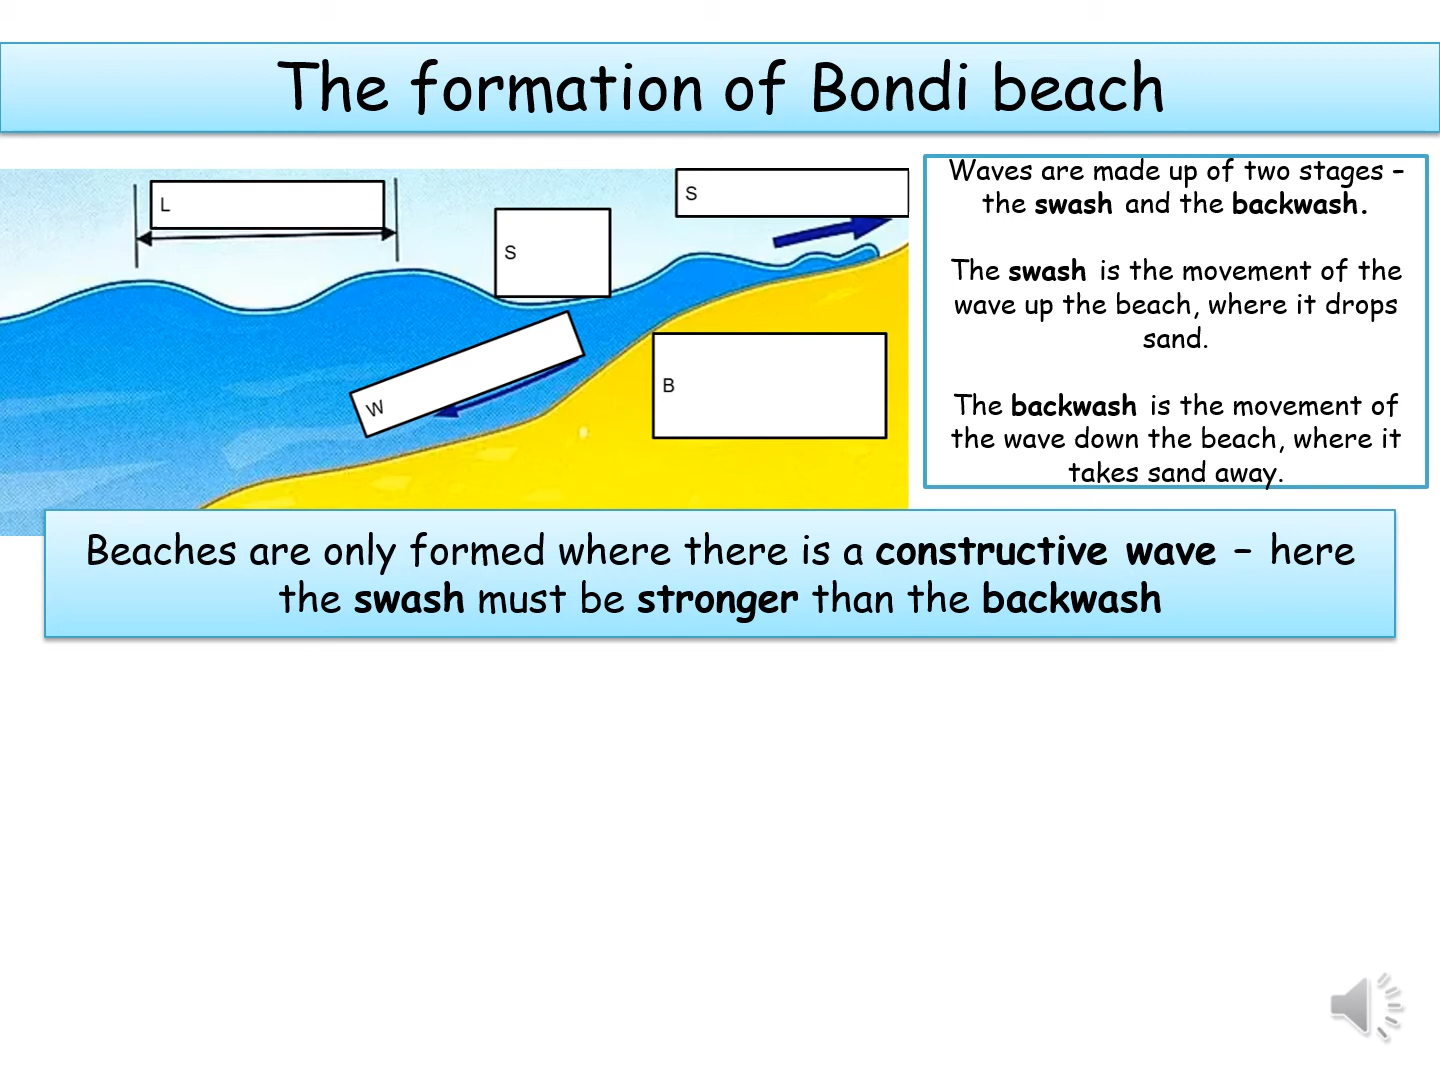 The formation of Bondi beach
L
S
S
W
B
Waves are made up of two stages –
the swash and the backwash.
The swash is the movement of the
wave up the beach, where it drops
sand.
The backwash is the movement of
the wave down the beach, where it
takes sand away.
Beaches are only formed where there is a constructive wave – here
the swash must be stronger than the backwash